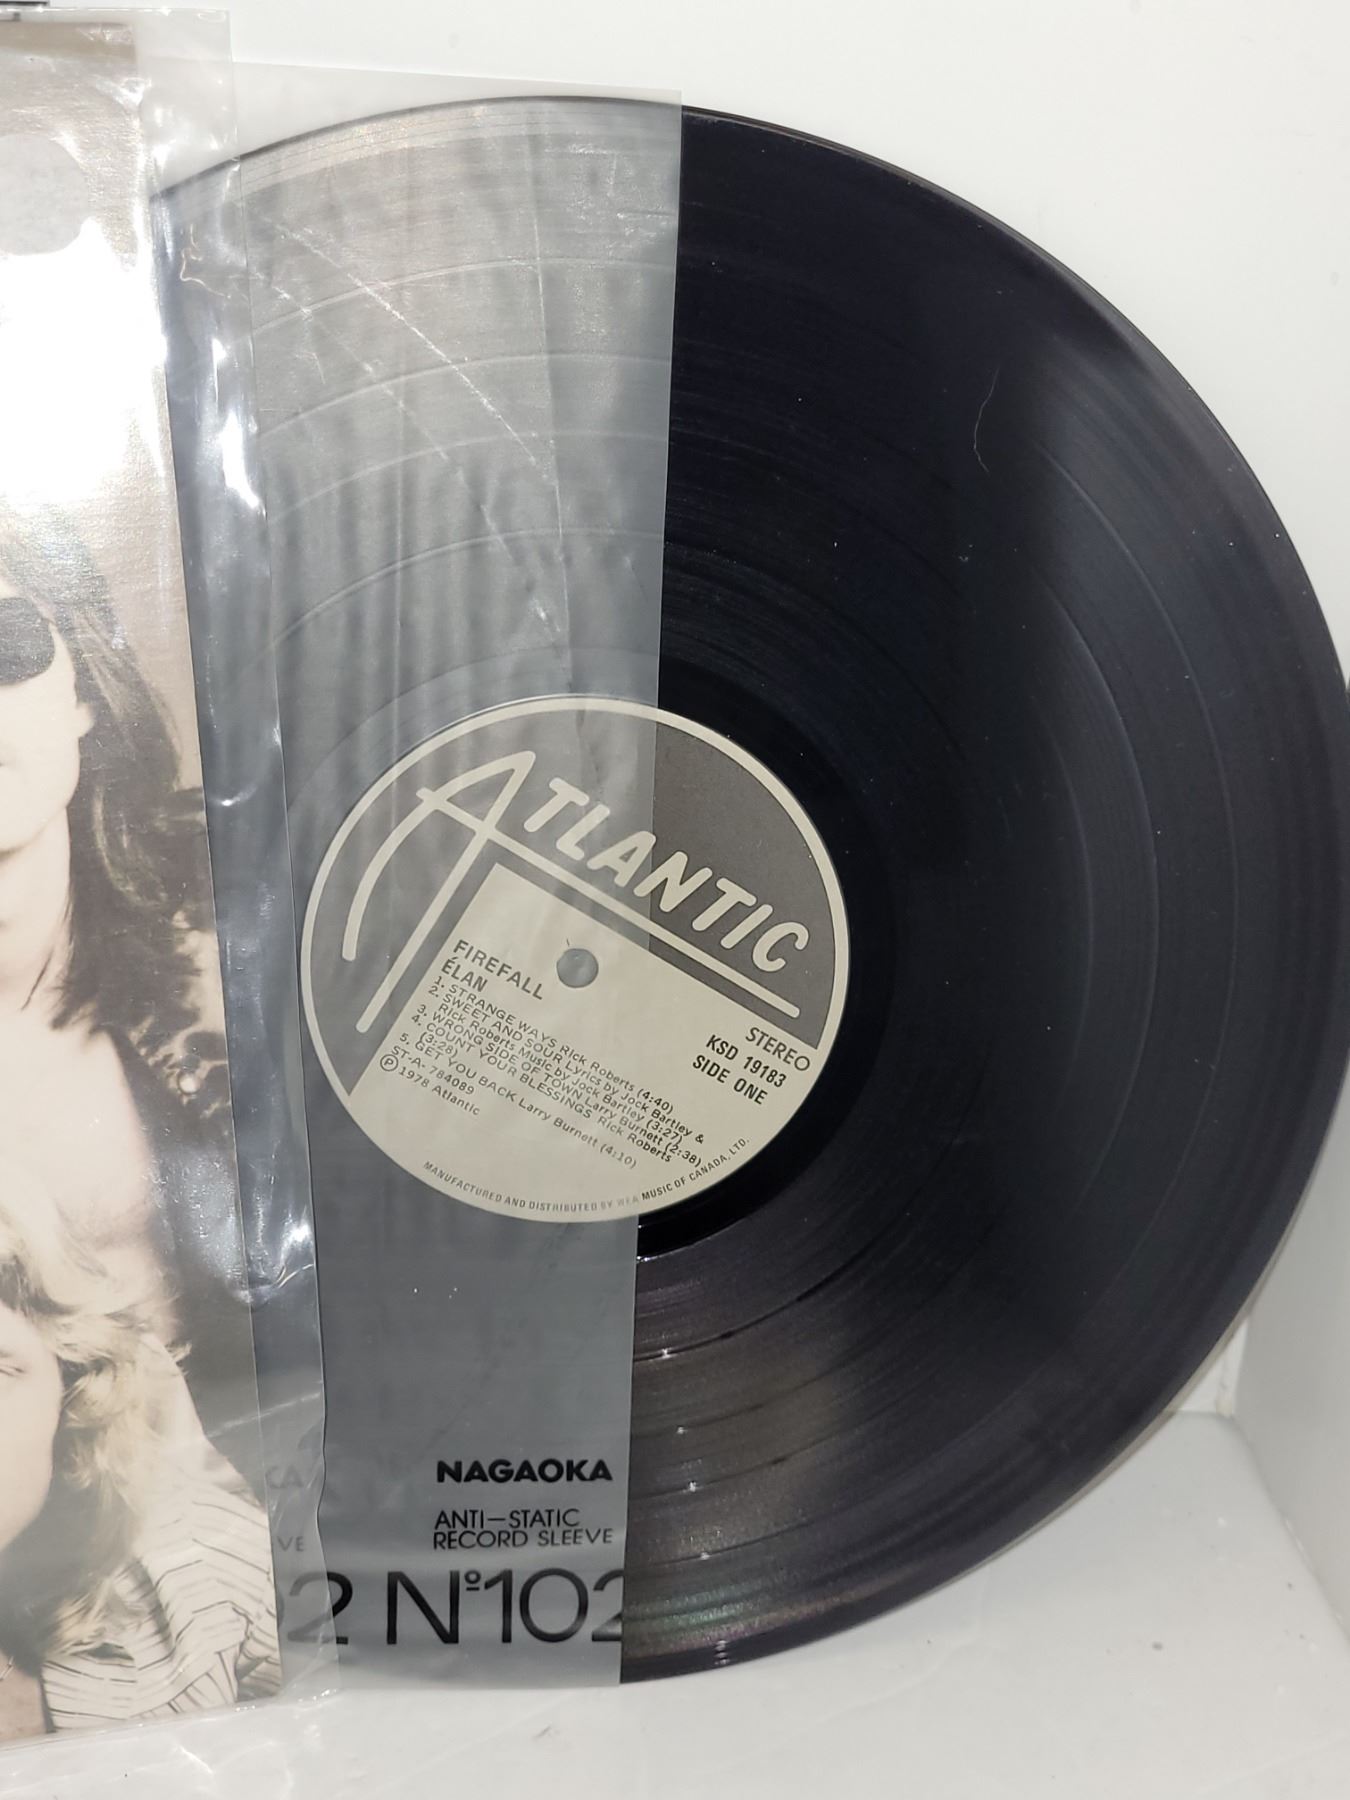 ATLANTIC
FIREFALL
ÉLAN
1. STRANGE WAYS Rick Roberts (4:40)
2. SWEET AND SOUR Lyrics by Jock Bartley &
Rick Roberts Music by Jock Bartley (3:27)
3. WRONG SIDE OF TOWN Larry Burnett (2:38)
4. COUNT YOUR BLESSINGS Rick Roberts
(3:28)
5. GET YOU BACK Larry Burnett (4:10)
ST-A-784089
Ⓟ 1978 Atlantic
STEREO
KSD 19183
SIDE ONE
MANUFACTURED AND DISTRIBUTED BY WEA MUSIC OF CANADA, LTD.
NAGAOKA
ANTI—STATIC
RECORD SLEEVE
Nº102